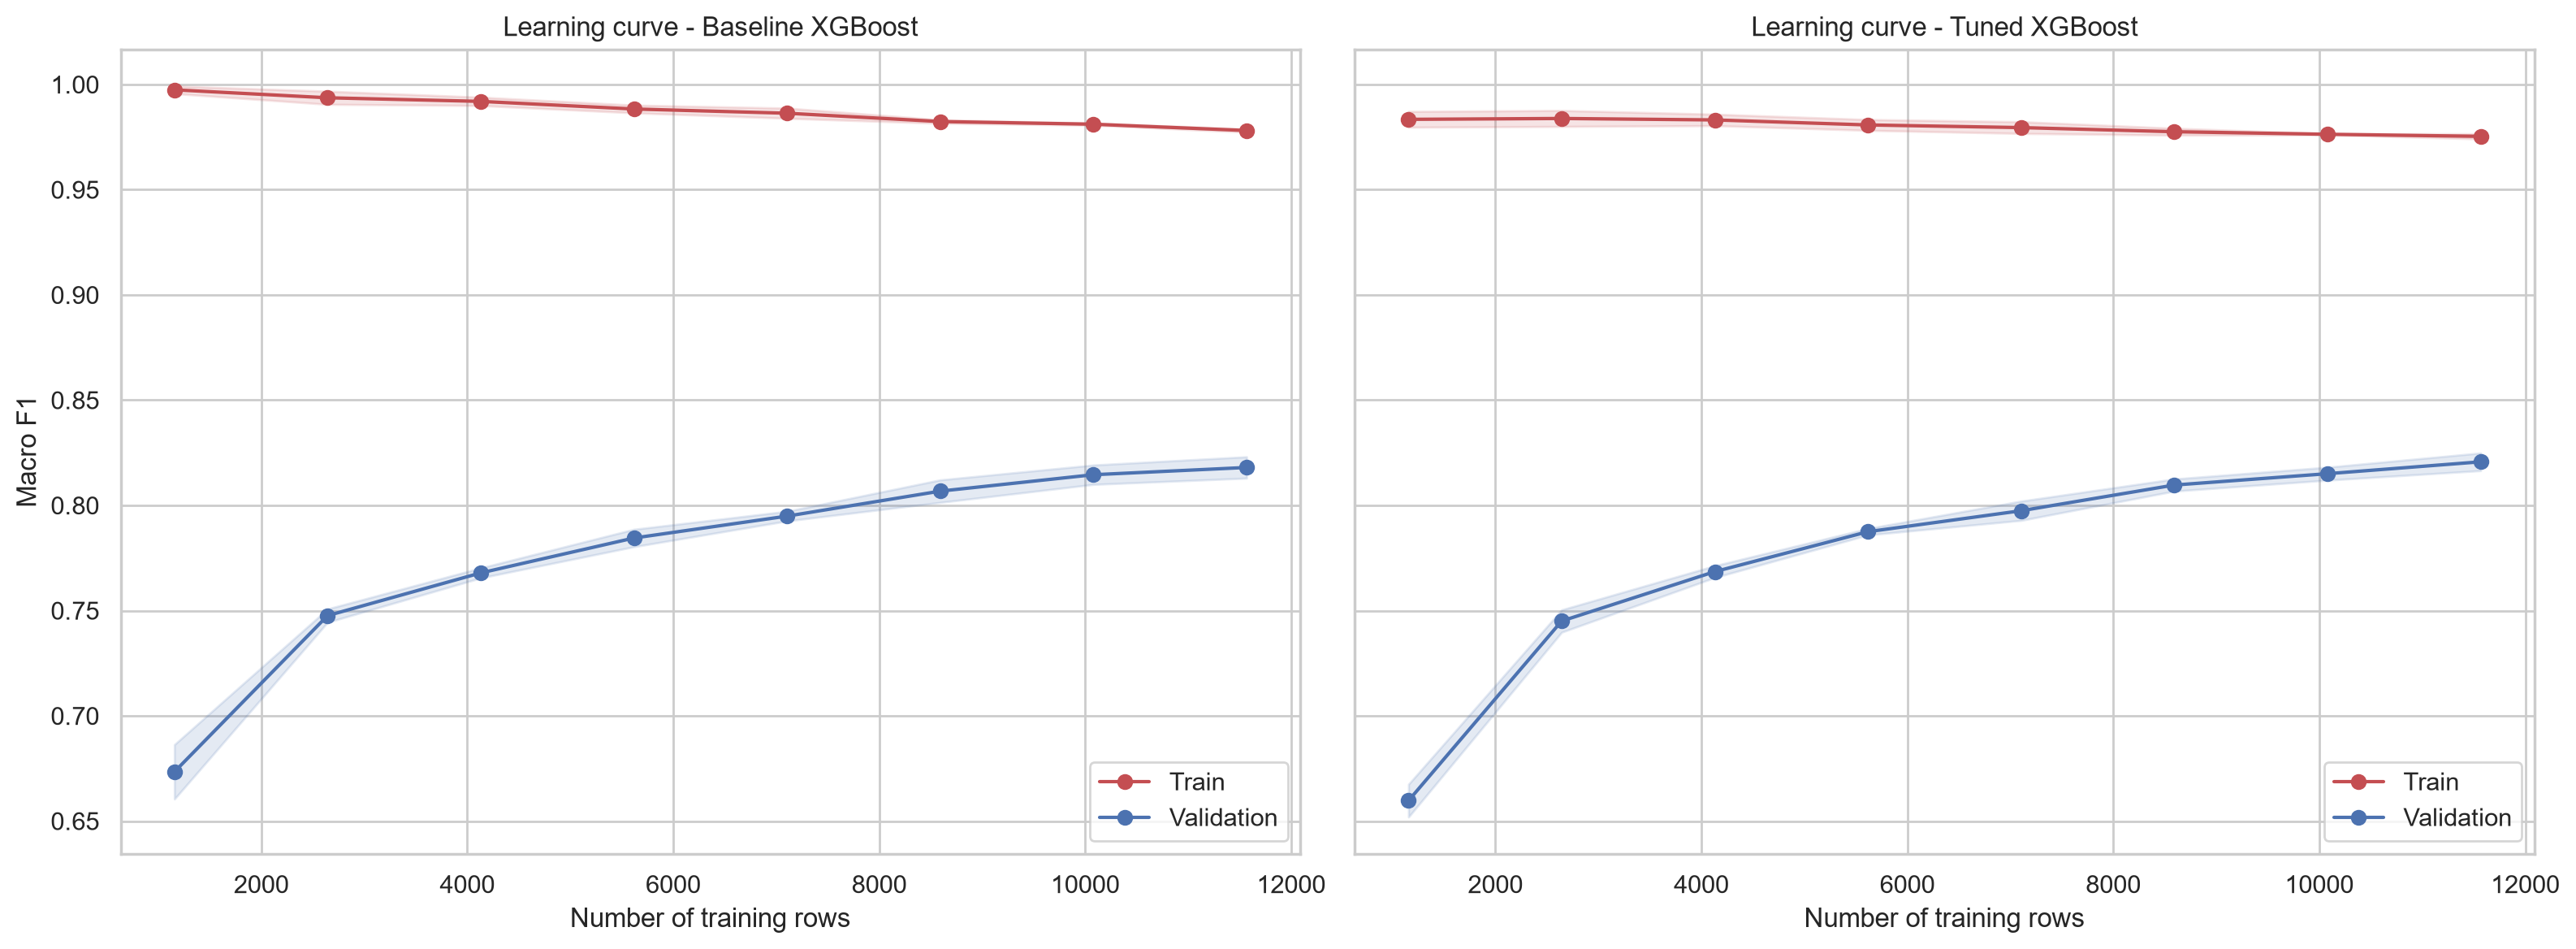 Learning curve - Baseline XGBoost
Macro F1
1.00
0.95
0.90
0.85
0.80
0.75
0.70
0.65
Train
Validation
2000 4000 6000 8000 10000 12000
Number of training rows
Learning curve - Tuned XGBoost
Train
Validation
2000 4000 6000 8000 10000 12000
Number of training rows